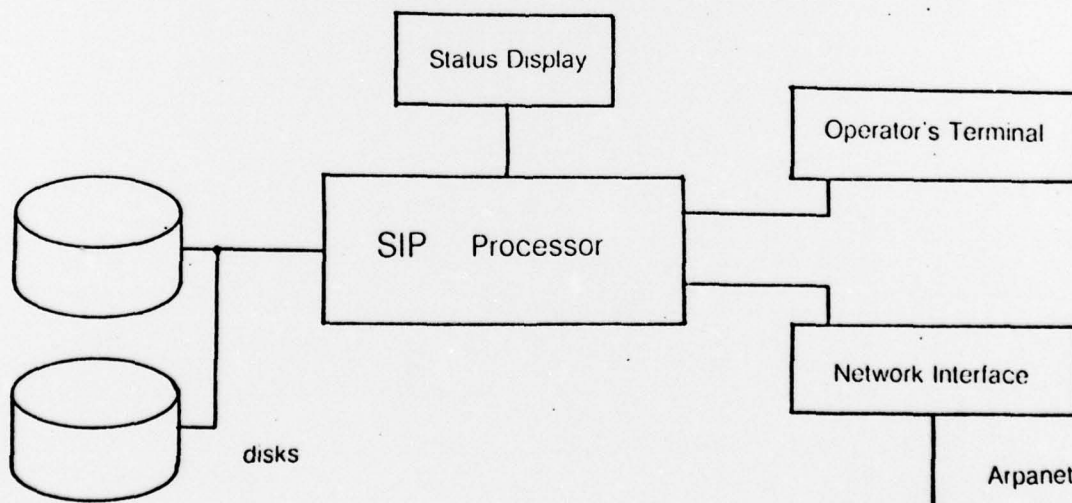 Status Display
Operator's Terminal
SIP Processor
Network Interface
disks
Arpanet